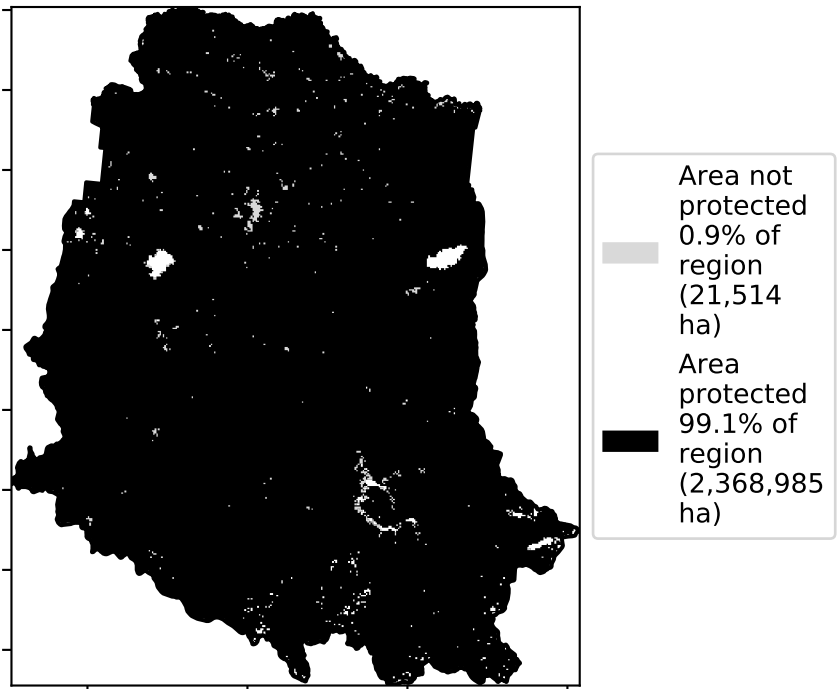 Area not
protected
0.9% of
region
(21,514
ha)
Area
protected
99.1% of
region
(2,368,985
ha)